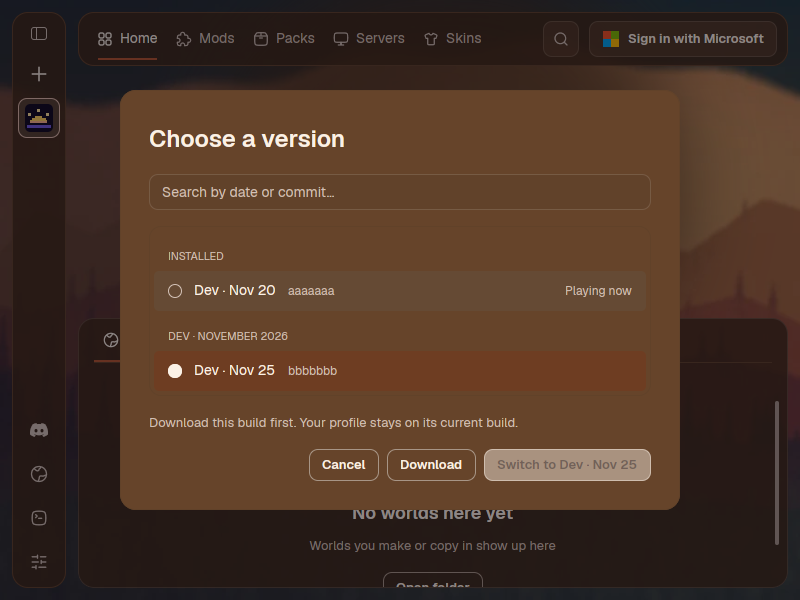 Home
Mods
Packs
Servers
Skins
Sign in with Microsoft
Choose a version
Search by date or commit...
INSTALLED
Dev · Nov 20 aaaaaaa Playing now
DEV · NOVEMBER 2026
Dev · Nov 25 bbbbbbb
Download this build first. Your profile stays on its current build.
Cancel
Download
Switch to Dev · Nov 25
No worlds here yet
Worlds you make or copy in show up here
Open folder